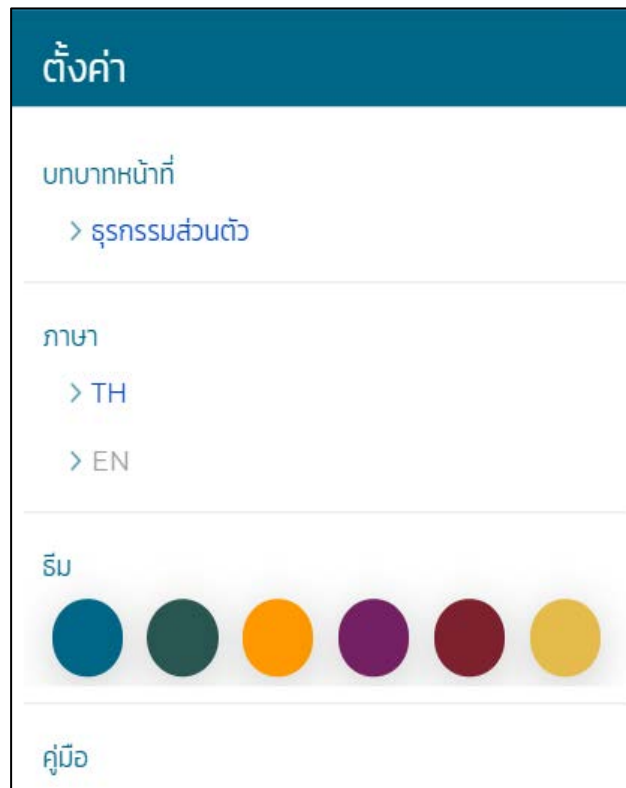 ตั้งค่า
บทบาทหน้าที่
> ธุรกรรมส่วนตัว
ภาษา
> TH
> EN
ธีม
คู่มือ